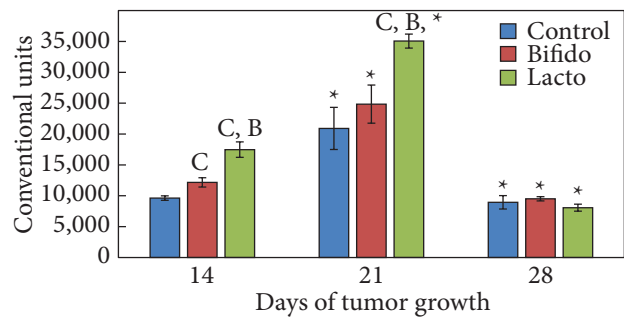 C, B, *
35,000
Control
30,000
Bifido
*
*
Lacto
25,000
C, B
20,000
C
15,000
* * *
10,000
5,000
0
Conventional units
14 21 28
Days of tumor growth